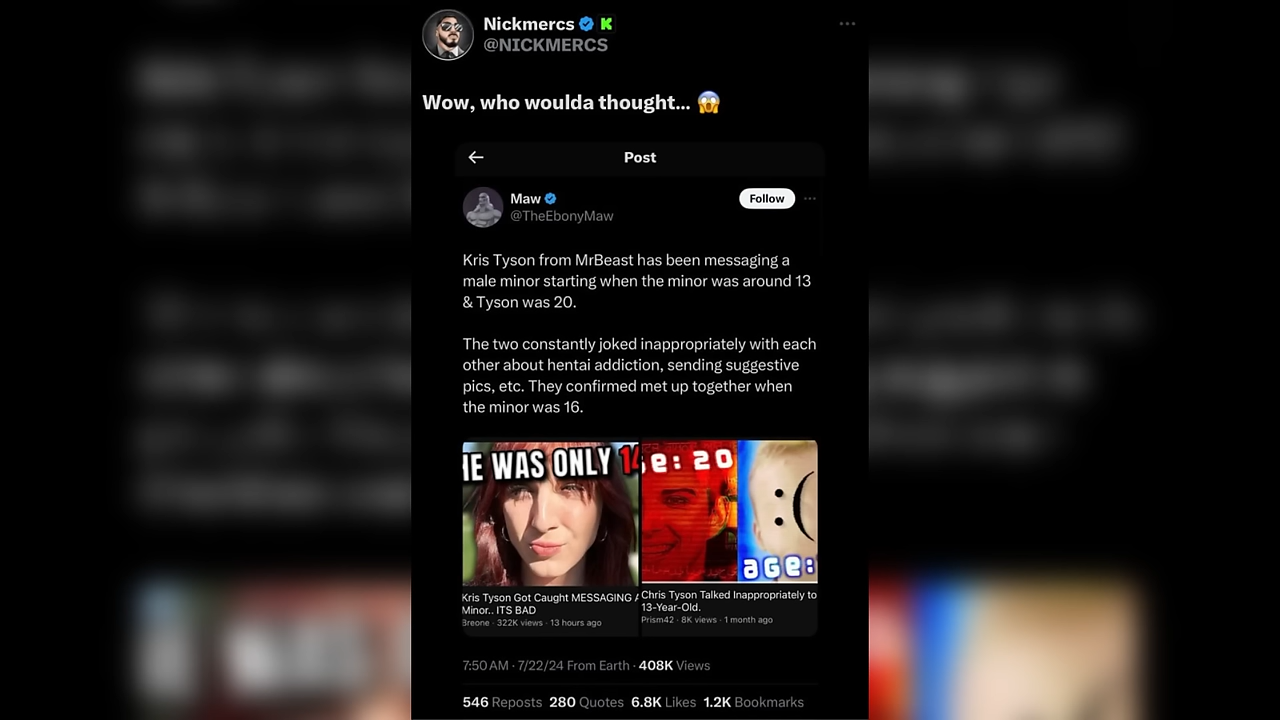 Nickmercs
@NICKMERCS
Wow, who woulda thought... 😱
Post
Maw
Follow
@TheEbonyMaw
Kris Tyson from MrBeast has been messaging a
male minor starting when the minor was around 13
& Tyson was 20.
The two constantly joked inappropriately with each
other about hentai addiction, sending suggestive
pics, etc. They confirmed met up together when
the minor was 16.
HE WAS ONLY 14
e: 20
age:
Kris Tyson Got Caught MESSAGING A
Minor.. ITS BAD
Breone · 322K views · 13 hours ago
Chris Tyson Talked Inappropriately to
13-Year-Old.
Prism42 · 8K views · 1 month ago
7:50 AM · 7/22/24 From Earth · 408K Views
546 Reposts 280 Quotes 6.8K Likes 1.2K Bookmarks